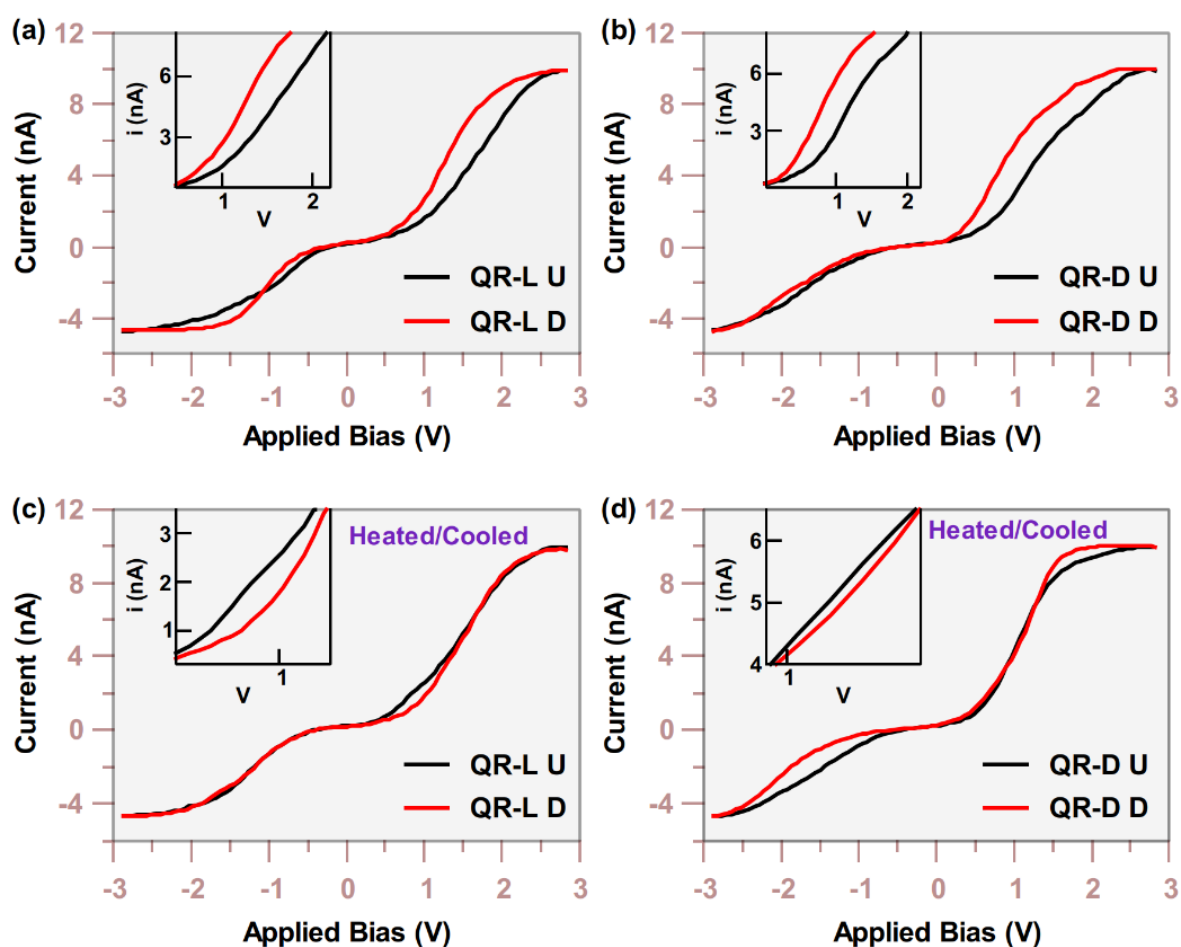 (a)
12
8
4
0
-4
Current (nA)
6
3
i (nA)
1
2
V
QR-L U
QR-L D
-3
-2
-1
0
1
2
3
Applied Bias (V)
(b)
12
8
4
0
-4
Current (nA)
6
3
i (nA)
1
2
V
QR-D U
QR-D D
-3
-2
-1
0
1
2
3
Applied Bias (V)
(c)
12
8
4
0
-4
Current (nA)
3
2
1
i (nA)
1
V
Heated/Cooled
QR-L U
QR-L D
-3
-2
-1
0
1
2
3
Applied Bias (V)
(d)
12
8
4
0
-4
Current (nA)
6
5
4
i (nA)
1
V
Heated/Cooled
QR-D U
QR-D D
-3
-2
-1
0
1
2
3
Applied Bias (V)